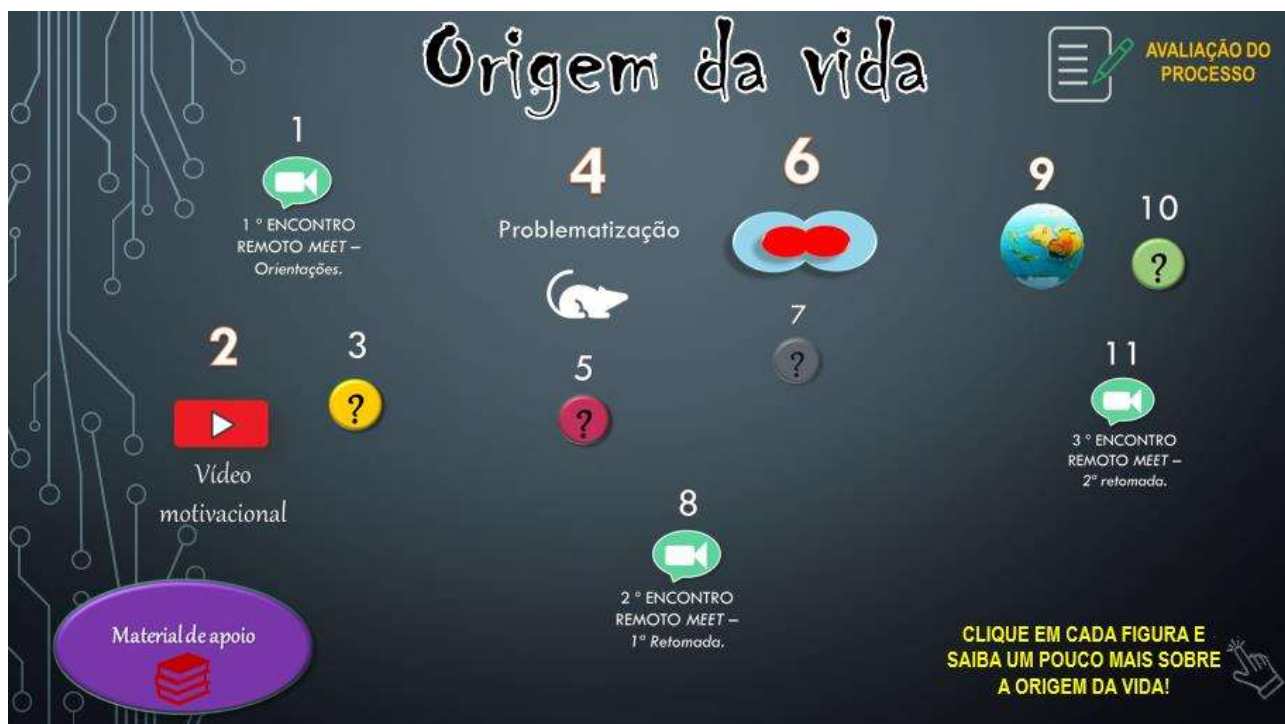 Origem da vida
AVALIAÇÃO DO
PROCESSO
1
1 º ENCONTRO
REMOTO MEET –
Orientações.
2
Vídeo
motivacional
3
?
4
Problematização
5
?
6
7
?
8
2 º ENCONTRO
REMOTO MEET –
1ª Retomada.
9
10
?
11
3 º ENCONTRO
REMOTO MEET –
2ª retomada.
Material de apoio
CLIQUE EM CADA FIGURA E
SAIBA UM POUCO MAIS SOBRE
A ORIGEM DA VIDA!